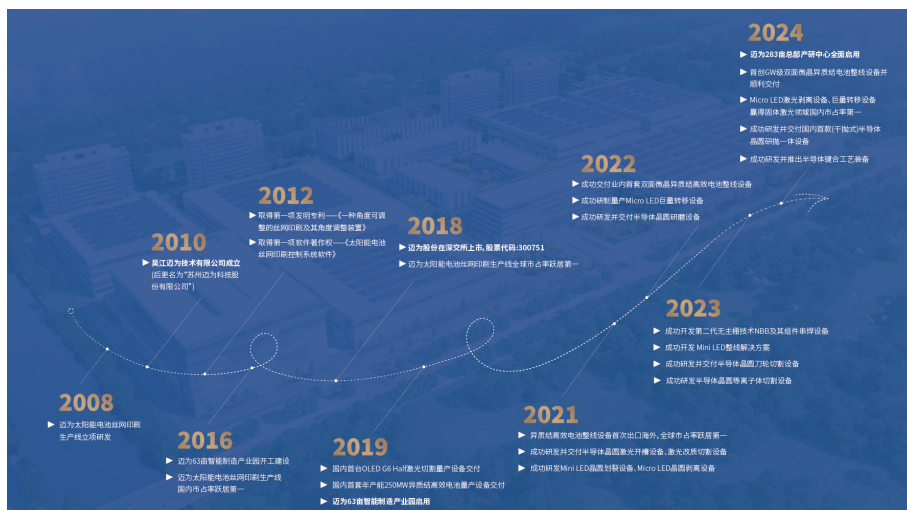 2008
▶ 迈为太阳能电池丝网印刷
生产线立项研发
2010
▶ 吴江迈为技术有限公司成立
(后更名为"苏州迈为科技股
份有限公司")
2012
▶ 取得第一项发明专利——《一种角度可调
整的丝网印刷及其角度调整装置》
▶ 取得第一项软件著作权—《太阳能电池
丝网印刷控制系统软件》
2016
▶ 迈为63亩智能制造产业园开工建设
▶ 迈为太阳能电池丝网印刷生产线
国内市占率跃居第一
2018
▶ 迈为股份在深交所上市,股票代码:300751
▶ 迈为太阳能电池丝网印刷生产线全球市占率跃居第一
2019
▶ 国内首台OLED G6 Half激光切割量产设备交付
▶ 国内首套年产能250MW异质结高效电池量产设备交付
▶ 迈为63亩智能制造产业园启用
2021
▶ 异质结高效电池整线设备首次出口海外,全球市占率跃居第一
▶ 成功研发并交付半导体晶圆激光开槽设备、激光改质切割设备
▶ 成功研发Mini LED晶圆划裂设备、Micro LED晶圆剥离设备
2022
▶ 成功交付业内首套双面微晶异质结高效电池整线设备
▶ 成功研制量产Micro LED巨量转移设备
▶ 成功研发并交付半导体晶圆研磨设备
2023
▶ 成功开发第二代无主栅技术NBB及其组件串焊设备
▶ 成功开发 Mini LED整线解决方案
▶ 成功研发并交付半导体晶圆刀轮切割设备
▶ 成功研发半导体晶圆等离子体切割设备
2024
▶ 迈为283亩总部产研中心全面启用
▶ 首创GW级双面微晶异质结电池整线设备并
顺利交付
▶ Micro LED激光剥离设备、巨量转移设备
赢得固体激光领域国内市占率第一
▶ 成功研发并交付国内首款(干抛式)半导体
晶圆研抛一体设备
▶ 成功研发并推出半导体键合工艺装备